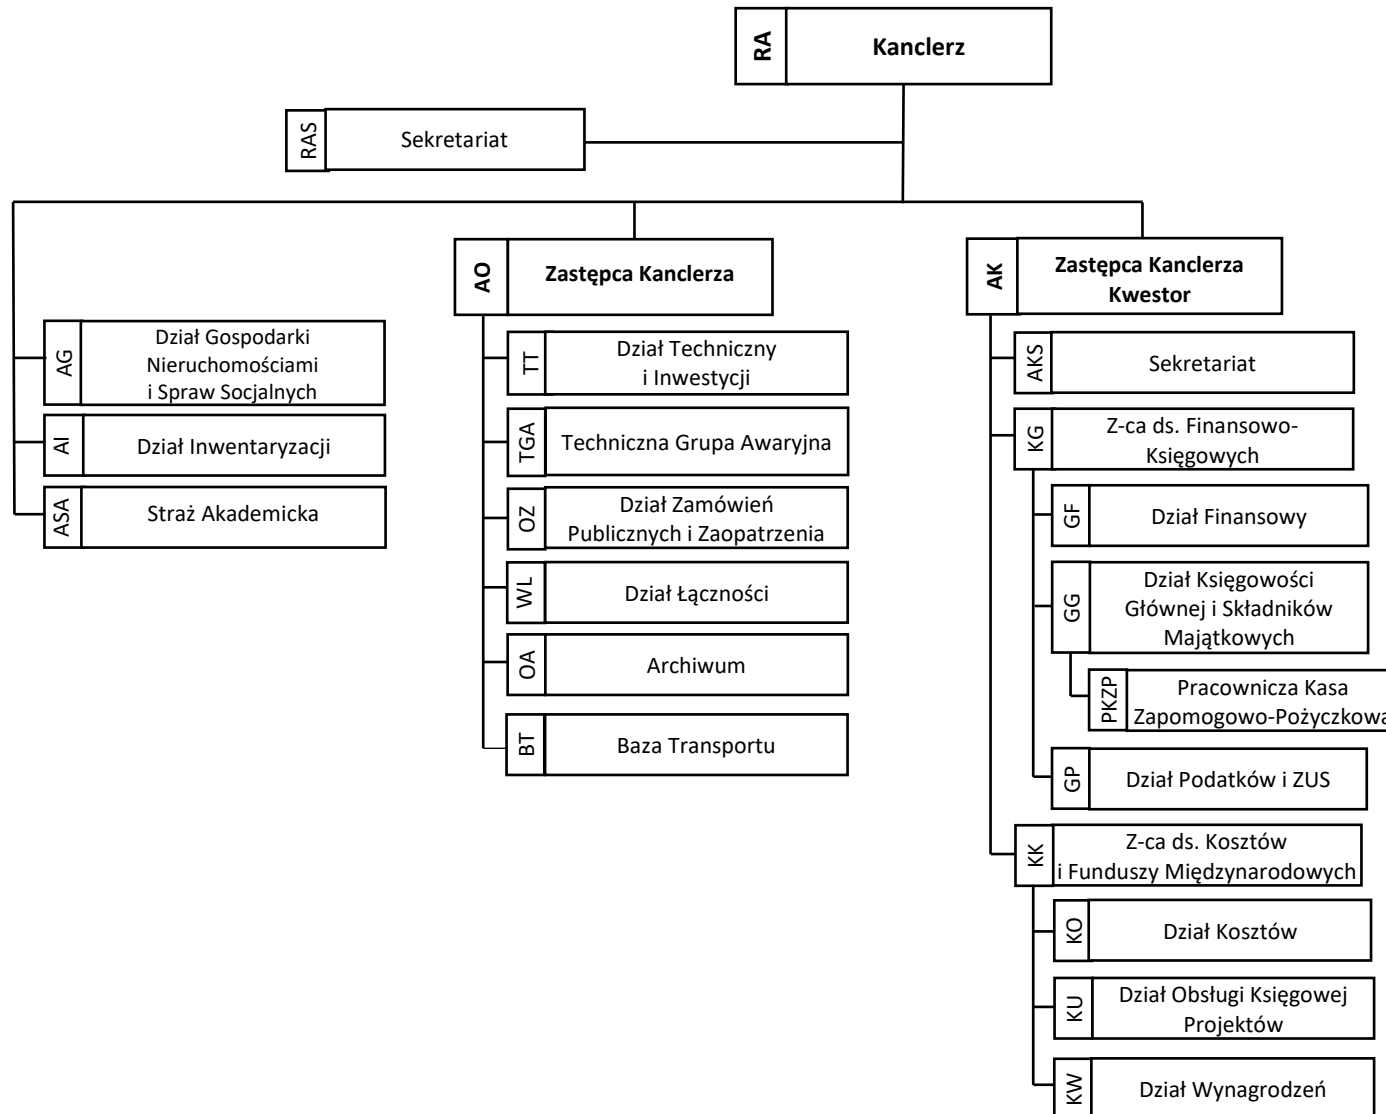 RA
Kanclerz
RAS
Sekretariat
AG
Dział Gospodarki
Nieruchomościami
i Spraw Socjalnych
AI
Dział Inwentaryzacji
ASA
Straż Akademicka
AO
Zastępca Kanclerza
TT
Dział Techniczny
i Inwestycji
TGA
Techniczna Grupa Awaryjna
OZ
Dział Zamówień
Publicznych i Zaopatrzenia
WL
Dział Łączności
OA
Archiwum
BT
Baza Transportu
AK
Zastępca Kanclerza
Kwestor
AKS
Sekretariat
KG
Z-ca ds. Finansowo-
Księgowych
GF
Dział Finansowy
GG
Dział Księgowości
Głównej i Składników
Majątkowych
PKZP
Pracownicza Kasa
Zapomogowo-Pożyczkowa
GP
Dział Podatków i ZUS
KK
Z-ca ds. Kosztów
i Funduszy Międzynarodowych
KO
Dział Kosztów
KU
Dział Obsługi Księgowej
Projektów
KW
Dział Wynagrodzeń